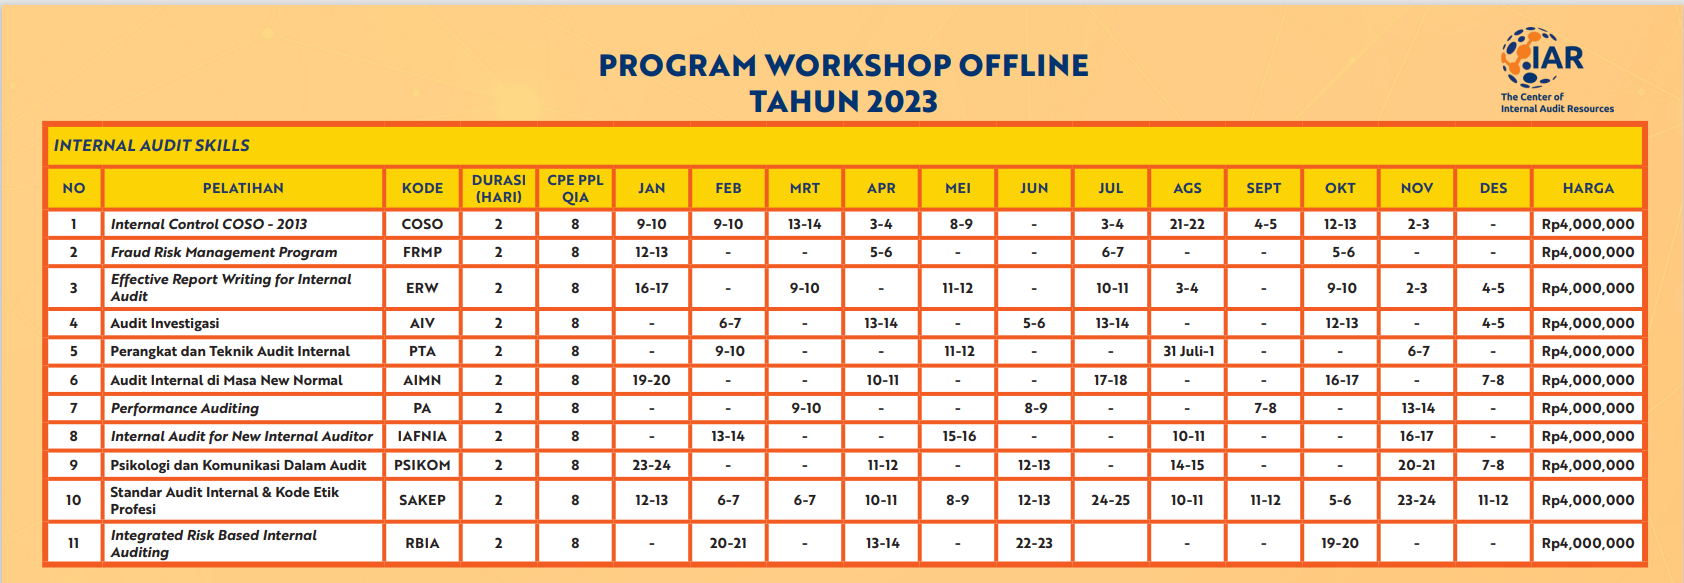 PROGRAM WORKSHOP OFFLINE
TAHUN 2023
IAR
The Center of
Internal Audit Resources
INTERNAL AUDIT SKILLS
NO PELATIHAN KODE DURASI (HARI) CPE PPL QIA JAN FEB MRT APR MEI JUN JUL AGS SEPT OKT NOV DES HARGA
1 Internal Control COSO - 2013 COSO 2 8 9-10 9-10 13-14 3-4 8-9 - 3-4 21-22 4-5 12-13 2-3 - Rp4,000,000
2 Fraud Risk Management Program FRMP 2 8 12-13 - - 5-6 - - 6-7 - - 5-6 - - Rp4,000,000
3 Effective Report Writing for Internal Audit ERW 2 8 16-17 - 9-10 - 11-12 - 10-11 3-4 - 9-10 2-3 4-5 Rp4,000,000
4 Audit Investigasi AIV 2 8 - 6-7 - 13-14 - 5-6 13-14 - - 12-13 - 4-5 Rp4,000,000
5 Perangkat dan Teknik Audit Internal PTA 2 8 - 9-10 - - 11-12 - - 31 Juli-1 - - 6-7 - Rp4,000,000
6 Audit Internal di Masa New Normal AIMN 2 8 19-20 - - 10-11 - - 17-18 - - 16-17 - 7-8 Rp4,000,000
7 Performance Auditing PA 2 8 - - 9-10 - - 8-9 - - 7-8 - 13-14 - Rp4,000,000
8 Internal Audit for New Internal Auditor IAFNIA 2 8 - 13-14 - - 15-16 - - 10-11 - - 16-17 - Rp4,000,000
9 Psikologi dan Komunikasi Dalam Audit PSIKOM 2 8 23-24 - - 11-12 - 12-13 - 14-15 - - 20-21 7-8 Rp4,000,000
10 Standar Audit Internal & Kode Etik Profesi SAKEP 2 8 12-13 6-7 6-7 10-11 8-9 12-13 24-25 10-11 11-12 5-6 23-24 11-12 Rp4,000,000
11 Integrated Risk Based Internal Auditing RBIA 2 8 - 20-21 - 13-14 - 22-23 - - 19-20 - - Rp4,000,000